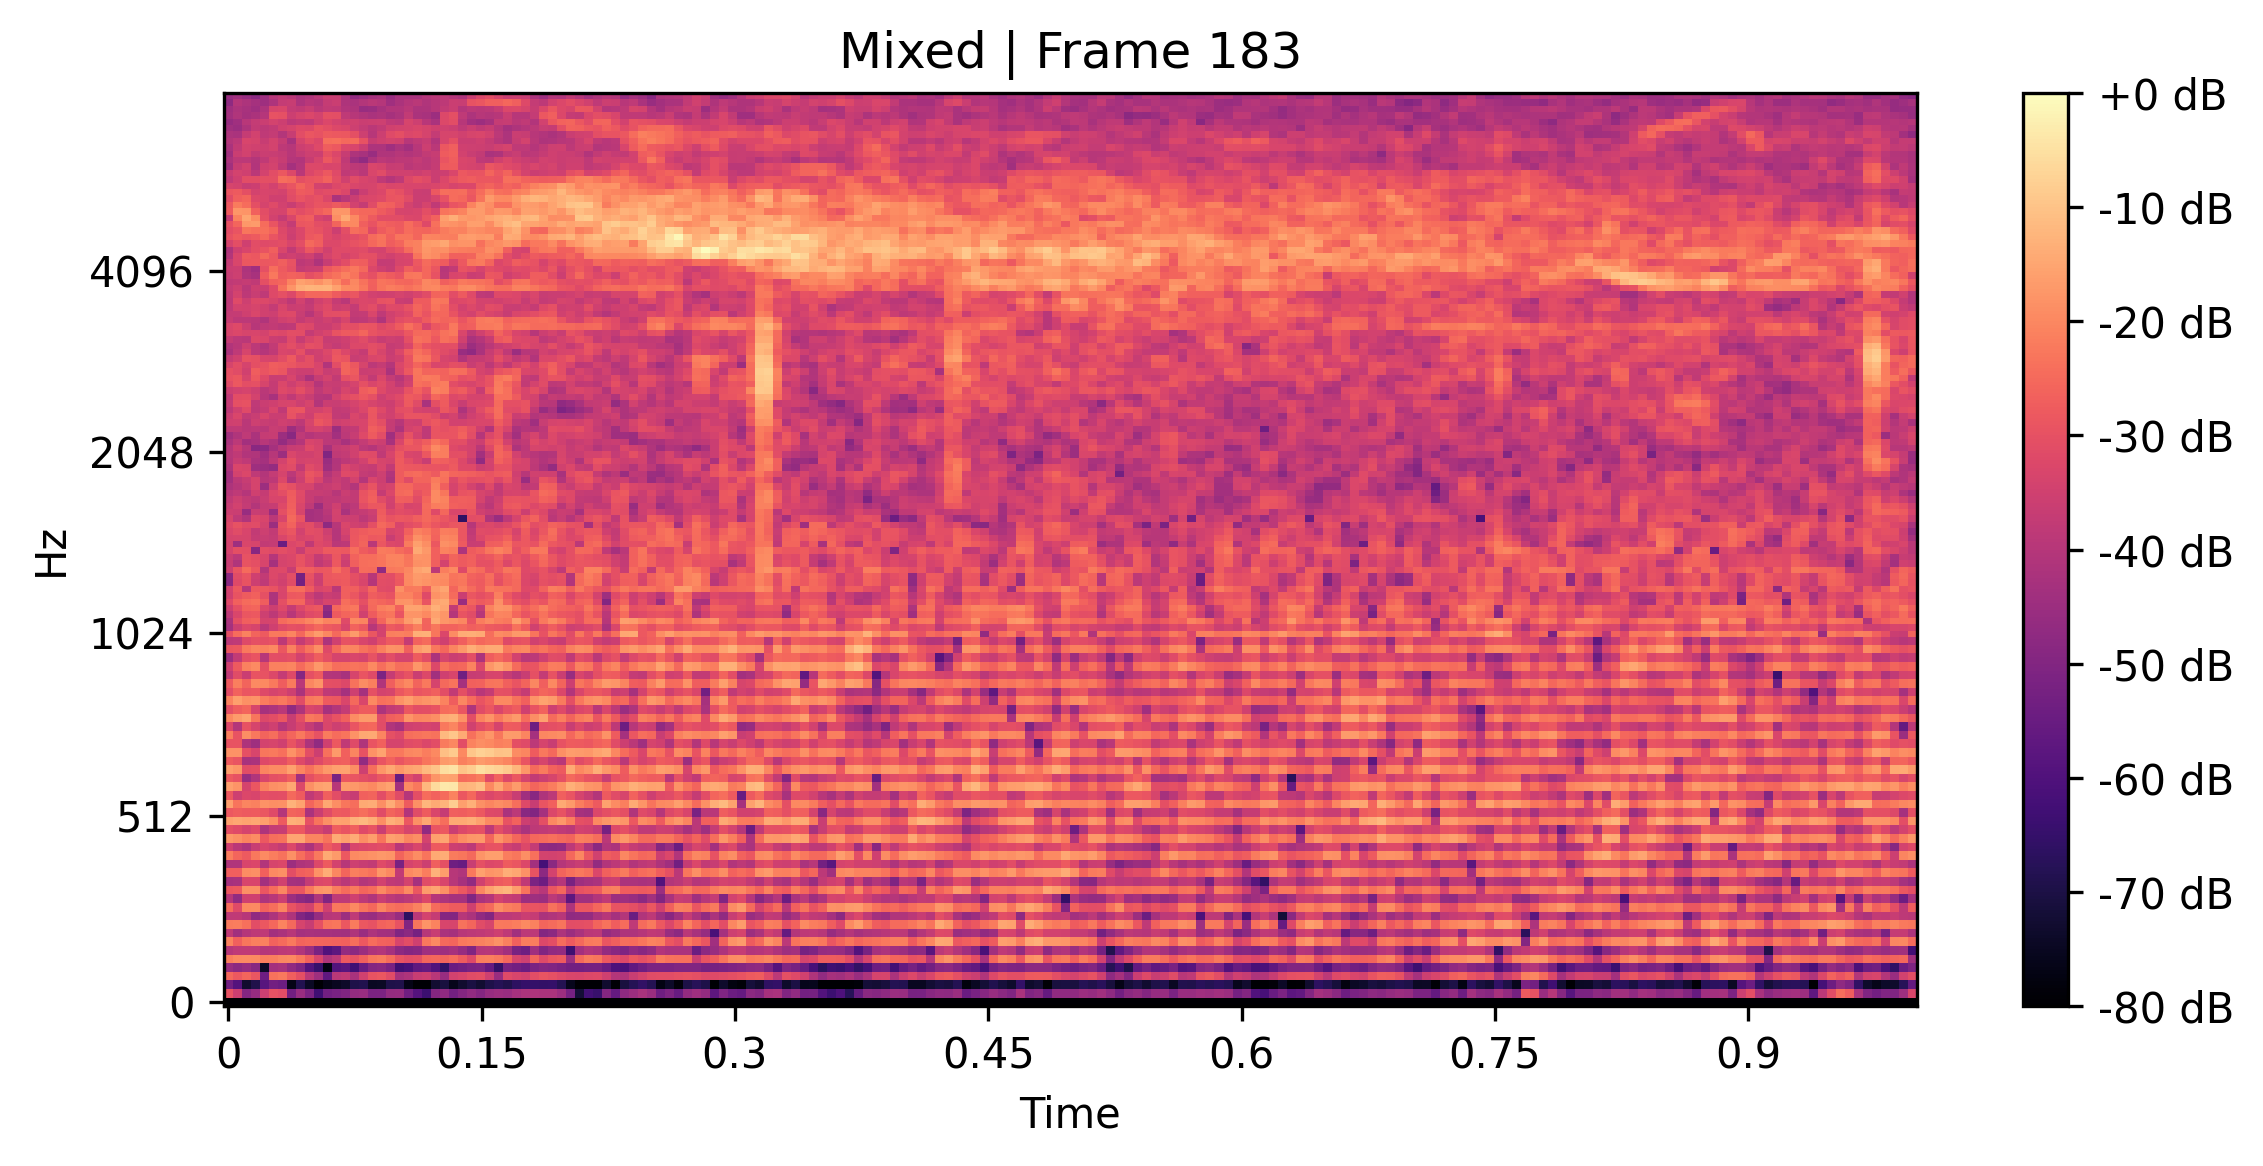 Mixed | Frame 183
Hz
4096
2048
1024
512
0
0 0.15 0.3 0.45 0.6 0.75 0.9
Time
+0 dB
-10 dB
-20 dB
-30 dB
-40 dB
-50 dB
-60 dB
-70 dB
-80 dB